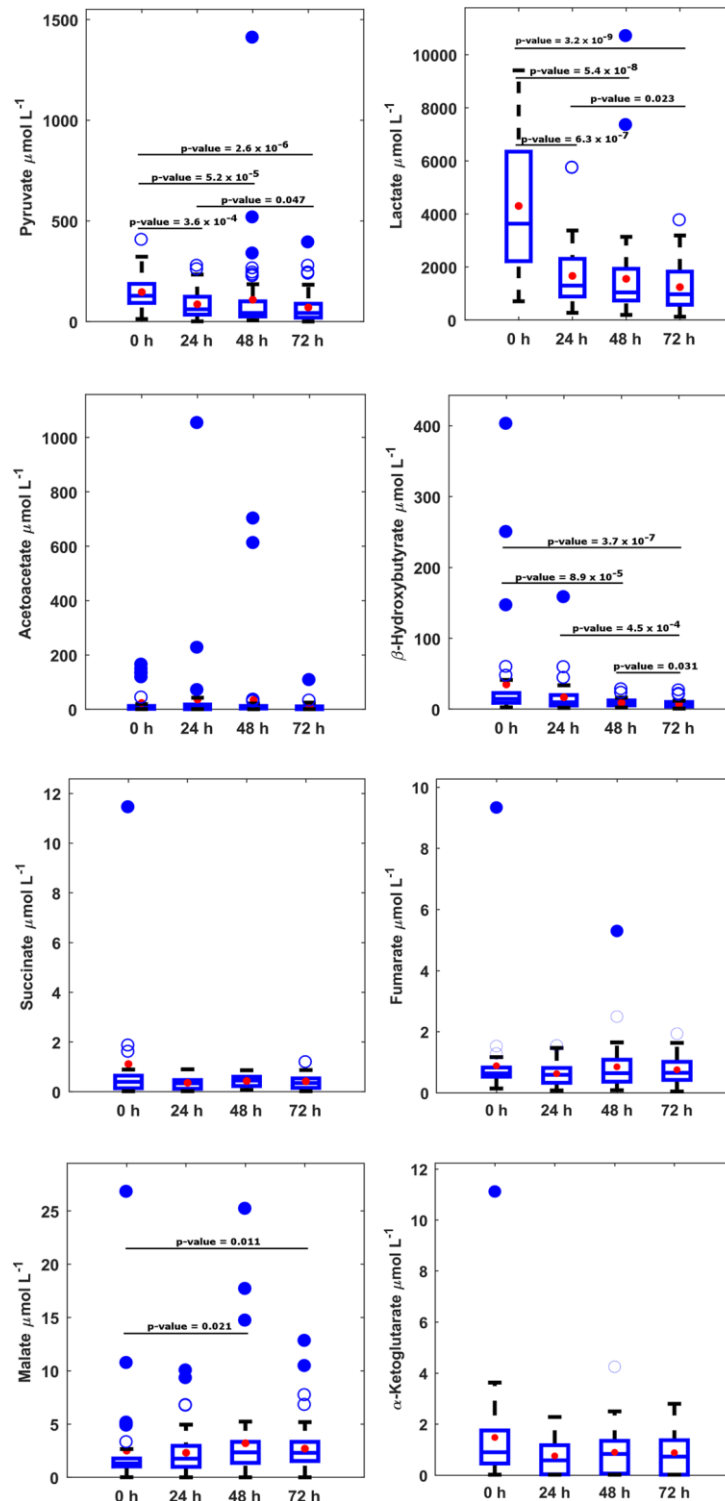 Pyruvate μmol L⁻¹
1500
1000
500
0
p-value = 2.6 x 10⁻⁶
p-value = 5.2 x 10⁻⁵
p-value = 0.047
p-value = 3.6 x 10⁻⁴
0 h 24 h 48 h 72 h
Lactate μmol L⁻¹
10000
8000
6000
4000
2000
0
p-value = 3.2 x 10⁻⁹
p-value = 5.4 x 10⁻⁸
p-value = 0.023
p-value = 6.3 x 10⁻⁷
0 h 24 h 48 h 72 h
Acetoacetate μmol L⁻¹
1000
800
600
400
200
0
0 h 24 h 48 h 72 h
β-Hydroxybutyrate μmol L⁻¹
400
300
200
100
0
p-value = 3.7 x 10⁻⁷
p-value = 8.9 x 10⁻⁵
p-value = 4.5 x 10⁻⁴
p-value = 0.031
0 h 24 h 48 h 72 h
Succinate μmol L⁻¹
12
10
8
6
4
2
0
0 h 24 h 48 h 72 h
Fumarate μmol L⁻¹
10
8
6
4
2
0
0 h 24 h 48 h 72 h
Malate μmol L⁻¹
25
20
15
10
5
0
p-value = 0.011
p-value = 0.021
0 h 24 h 48 h 72 h
α-Ketoglutarate μmol L⁻¹
12
10
8
6
4
2
0
0 h 24 h 48 h 72 h